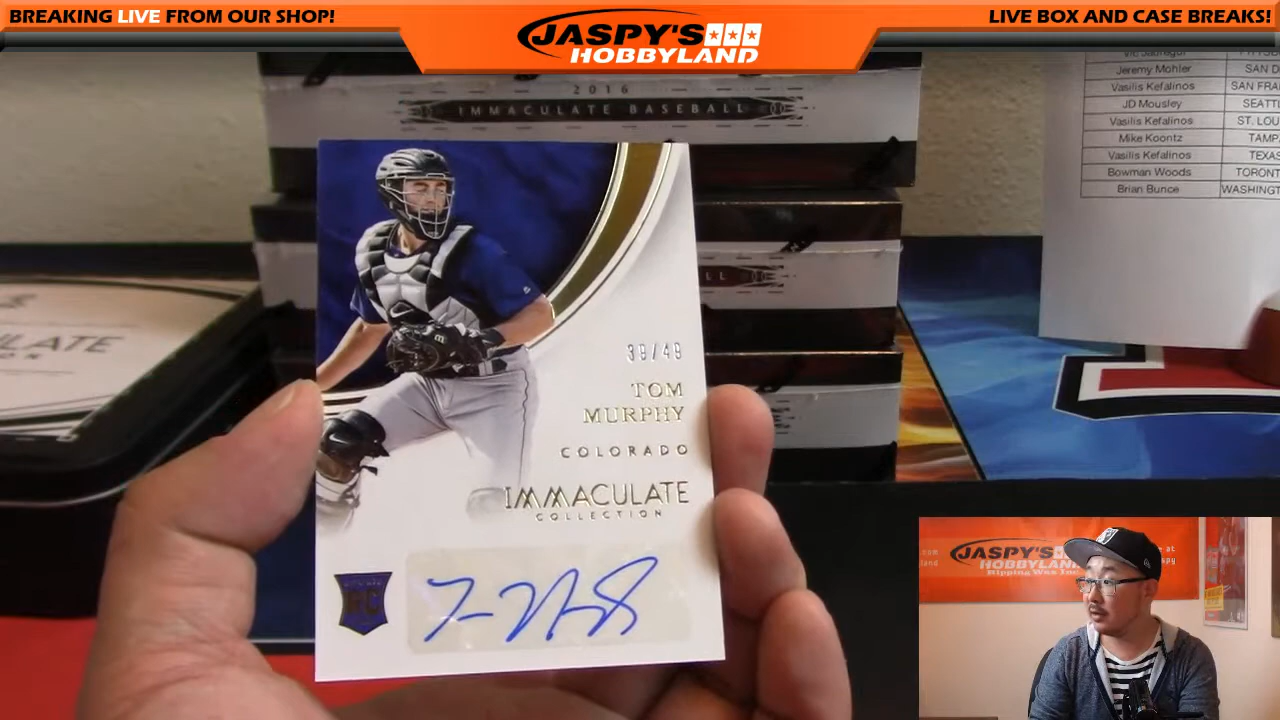 BREAKING LIVE FROM OUR SHOP!
JASPY'S
HOBBYLAND
LIVE BOX AND CASE BREAKS!
Jeremy Mohler SAN D
Vasilis Kefalinos SAN FRA
JD Mousley SEATTL
Vasilis Kefalinos ST. LOU
Mike Koontz TAMP
Vasilis Kefalinos TEXAS
Bowman Woods TORONT
Brian Bunce WASHINGT
2016
IMMACULATE BASEBALL
39/49
TOM
MURPHY
COLORADO
IMMACULATE
COLLECTION
RC
JASPY'S
HOBBYLAND